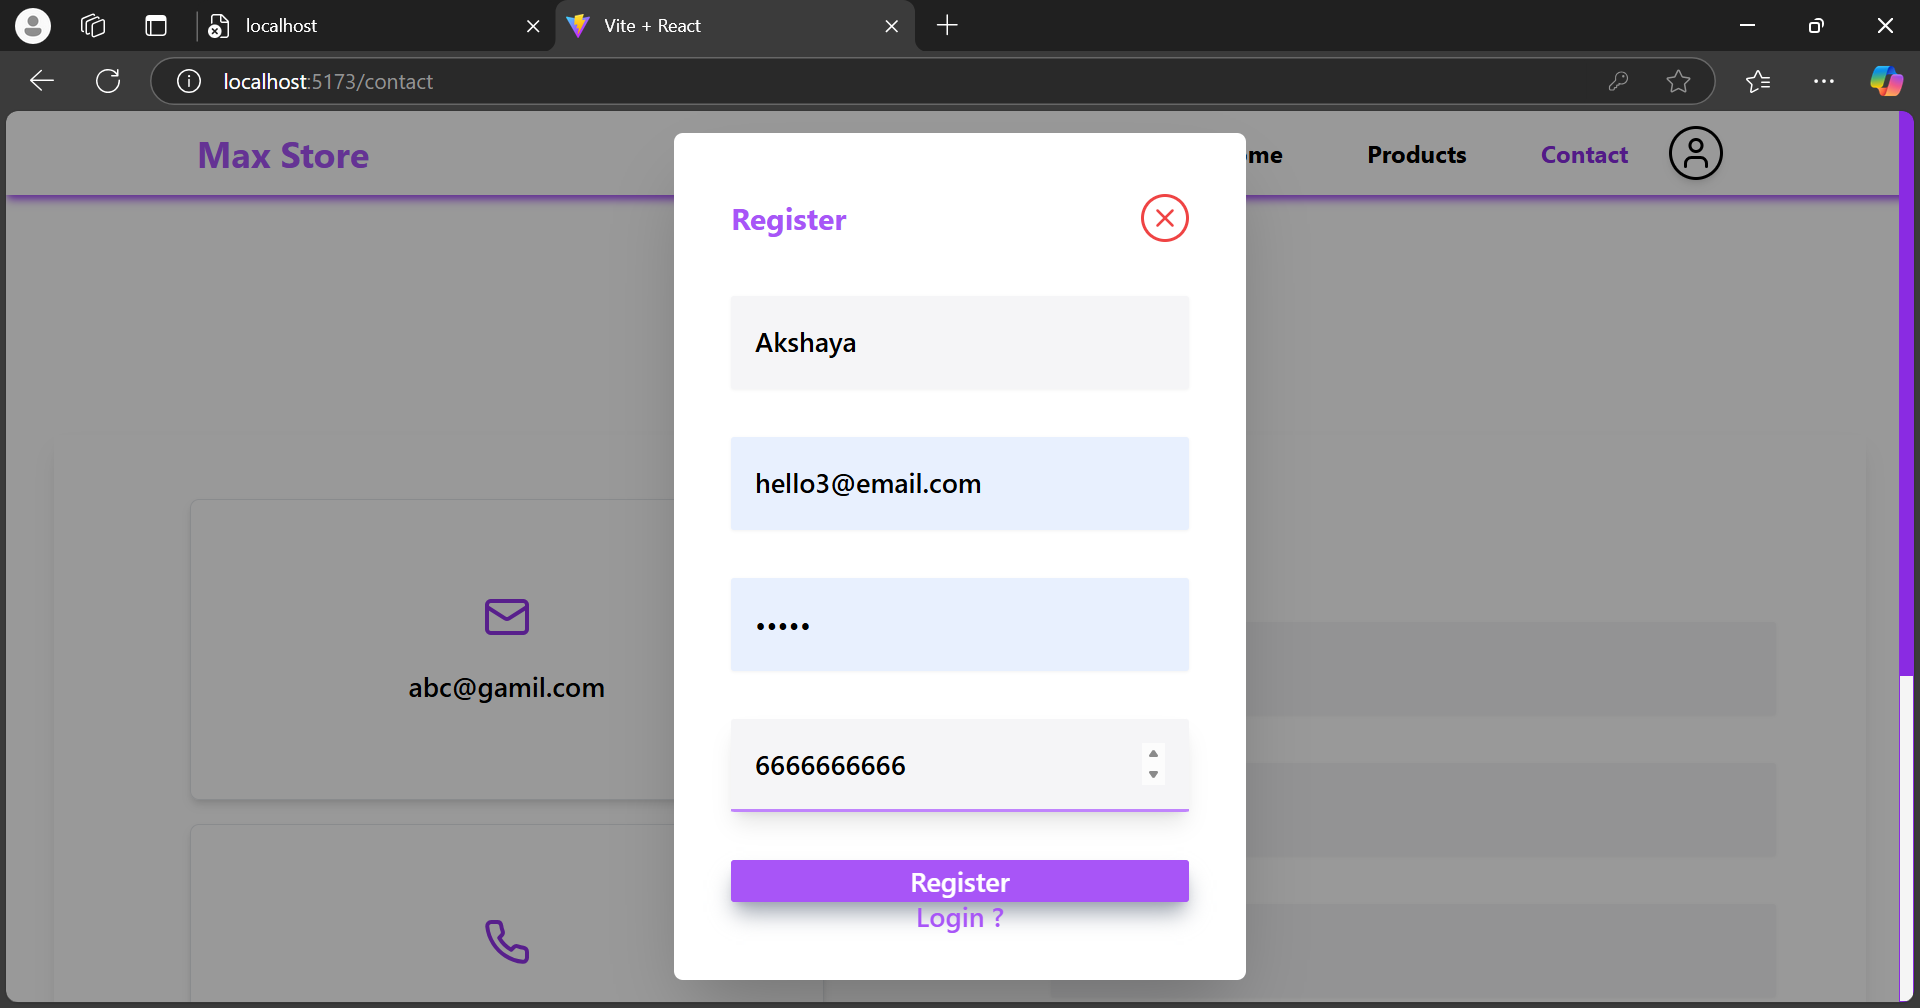 localhost
Vite + React
localhost:5173/contact
Max Store
ome
Products
Contact
Register
Akshaya
hello3@email.com
•••••
6666666666
Register
Login ?
abc@gamil.com